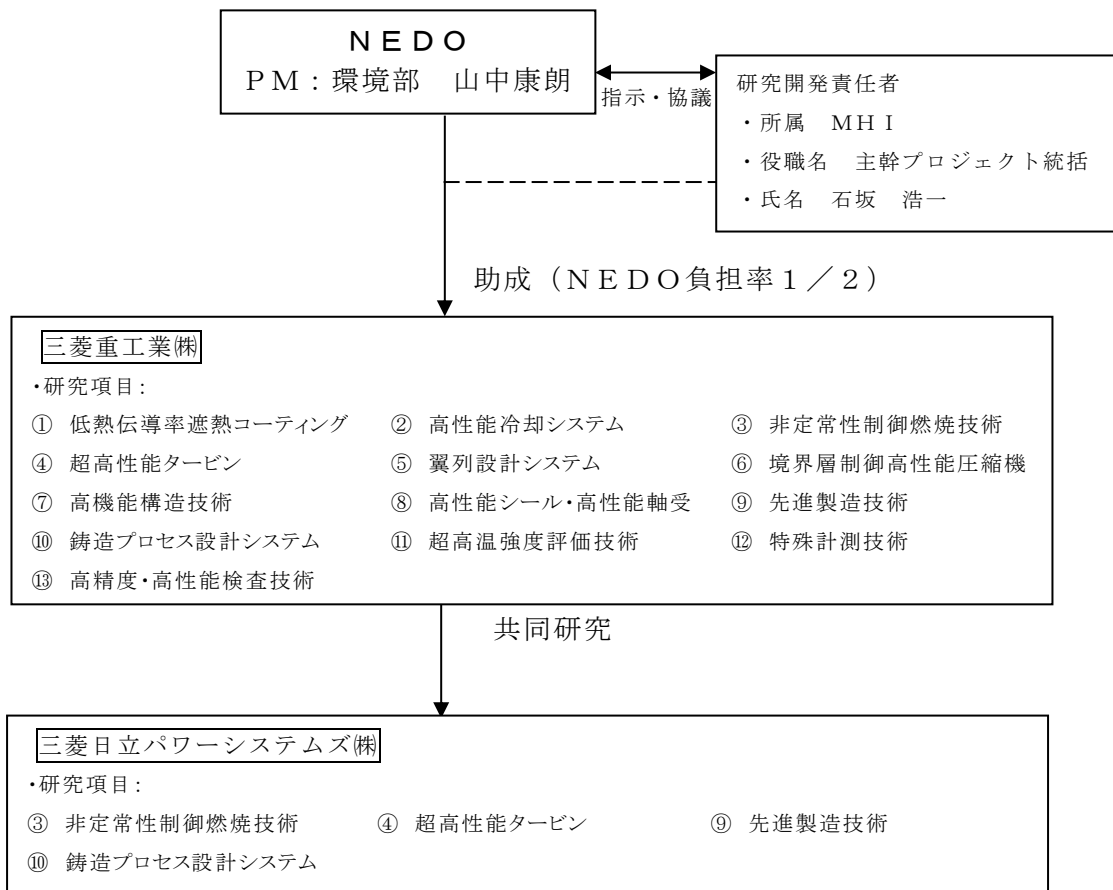 ＮＥＤＯ
ＰＭ：環境部　山中康朗
指示・協議
研究開発責任者
・所属　ＭＨＩ
・役職名　主幹プロジェクト統括
・氏名　石坂　浩一
助成（ＮＥＤＯ負担率１／２）
三菱重工業㈱
・研究項目：
① 低熱伝導率遮熱コーティング　② 高性能冷却システム　③ 非定常性制御燃焼技術
④ 超高性能タービン　⑤ 翼列設計システム　⑥ 境界層制御高性能圧縮機
⑦ 高機能構造技術　⑧ 高性能シール・高性能軸受　⑨ 先進製造技術
⑩ 鋳造プロセス設計システム　⑪ 超高温強度評価技術　⑫ 特殊計測技術
⑬ 高精度・高性能検査技術
共同研究
三菱日立パワーシステムズ㈱
・研究項目：
③ 非定常性制御燃焼技術　④ 超高性能タービン　⑨ 先進製造技術
⑩ 鋳造プロセス設計システム